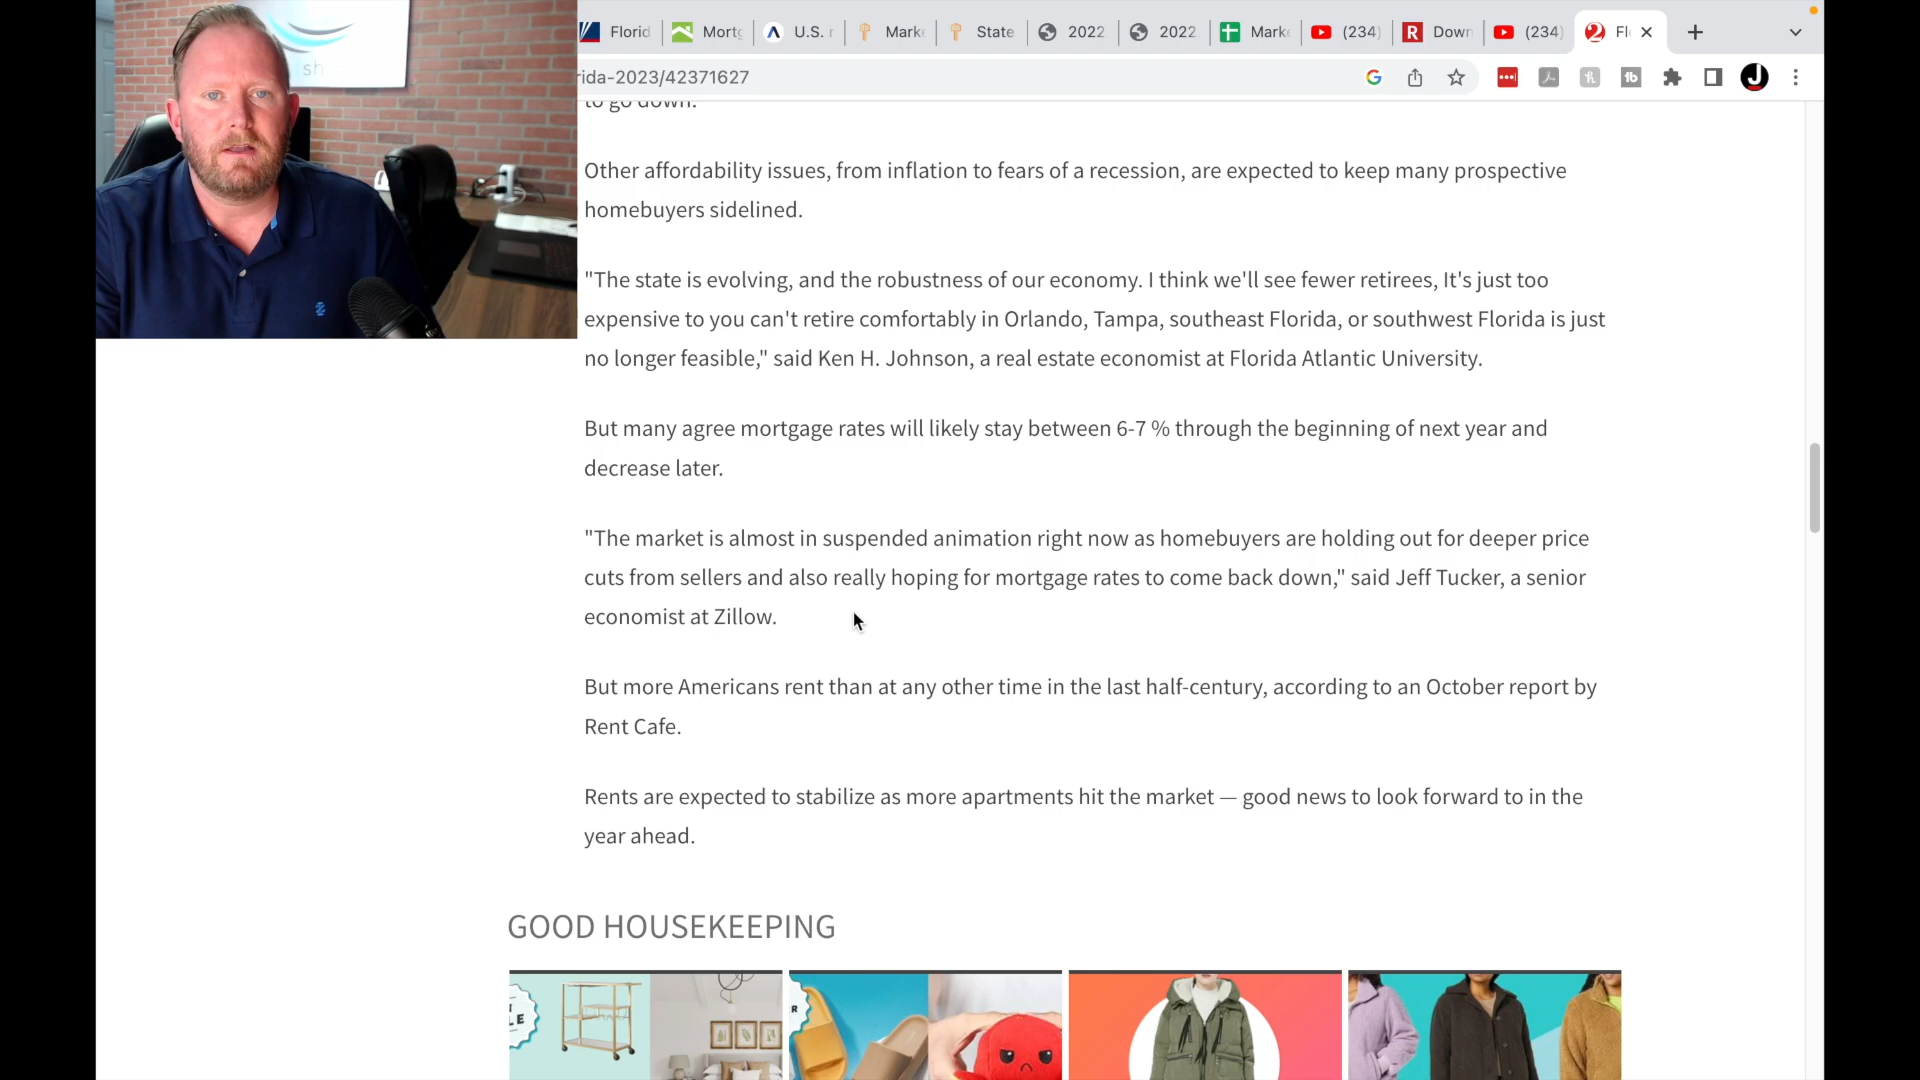 Florid
Mortg
U.S. r
Marke
State
2022
2022
Marke
(234)
Down
(234)
Fl
rida-2023/42371627
sh
to go down.
Other affordability issues, from inflation to fears of a recession, are expected to keep many prospective
homebuyers sidelined.
"The state is evolving, and the robustness of our economy. I think we'll see fewer retirees, It's just too
expensive to you can't retire comfortably in Orlando, Tampa, southeast Florida, or southwest Florida is just
no longer feasible," said Ken H. Johnson, a real estate economist at Florida Atlantic University.
But many agree mortgage rates will likely stay between 6-7 % through the beginning of next year and
decrease later.
"The market is almost in suspended animation right now as homebuyers are holding out for deeper price
cuts from sellers and also really hoping for mortgage rates to come back down," said Jeff Tucker, a senior
economist at Zillow.
But more Americans rent than at any other time in the last half-century, according to an October report by
Rent Cafe.
Rents are expected to stabilize as more apartments hit the market — good news to look forward to in the
year ahead.
GOOD HOUSEKEEPING